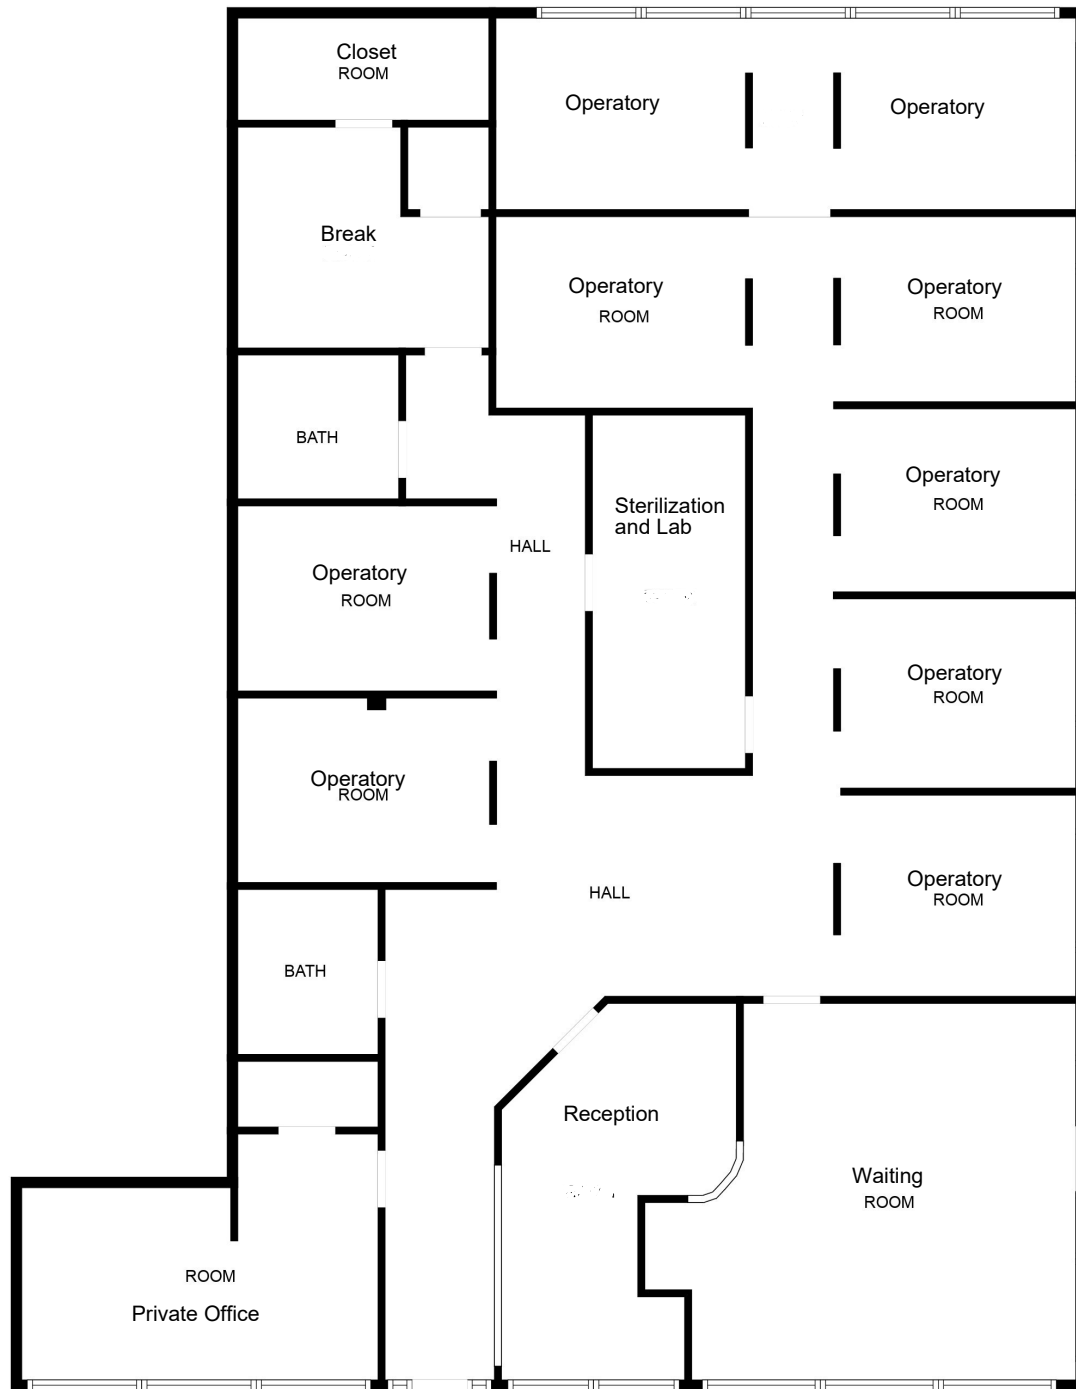 Closet
ROOM
Operatory
Operatory
Break
Operatory
ROOM
Operatory
ROOM
BATH
Sterilization
and Lab
Operatory
ROOM
HALL
Operatory
ROOM
Operatory
ROOM
Operatory
ROOM
HALL
Operatory
ROOM
BATH
Reception
Waiting
ROOM
ROOM
Private Office